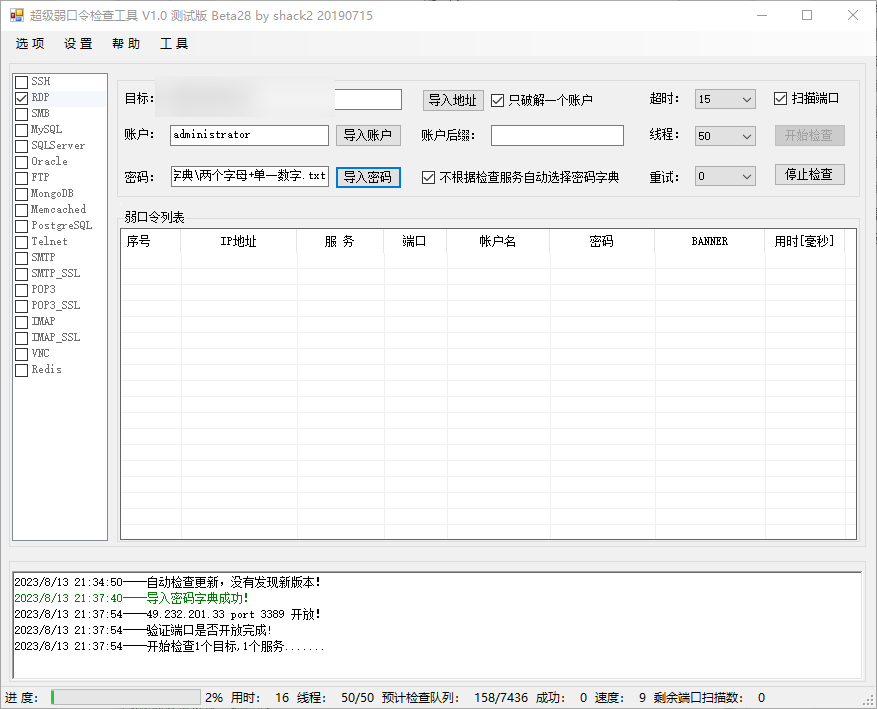 超级弱口令检查工具 V1.0 测试版 Beta28 by shack2 20190715
选项 设置 帮助 工具
SSH
RDP
SMB
MySQL
SQLServer
Oracle
FTP
MongoDB
Memcached
PostgreSQL
Telnet
SMTP
SMTP_SSL
POP3
POP3_SSL
IMAP
IMAP_SSL
VNC
Redis
目标: 导入地址 只破解一个账户 超时: 15 扫描端口
账户: administrator 导入账户 账户后缀: 线程: 50 开始检查
密码: 字典\两个字母+单一数字.txt 导入密码 不根据检查服务自动选择密码字典 重试: 0 停止检查
弱口令列表
序号 IP地址 服 务 端口 帐户名 密码 BANNER 用时[毫秒]
2023/8/13 21:34:50——自动检查更新，没有发现新版本!
2023/8/13 21:37:40——导入密码字典成功!
2023/8/13 21:37:54——49.232.201.33 port 3389 开放!
2023/8/13 21:37:54——验证端口是否开放完成!
2023/8/13 21:37:54——开始检查1个目标,1个服务.......
进度: 2% 用时: 16 线程: 50/50 预计检查队列: 158/7436 成功: 0 速度: 9 剩余端口扫描数: 0